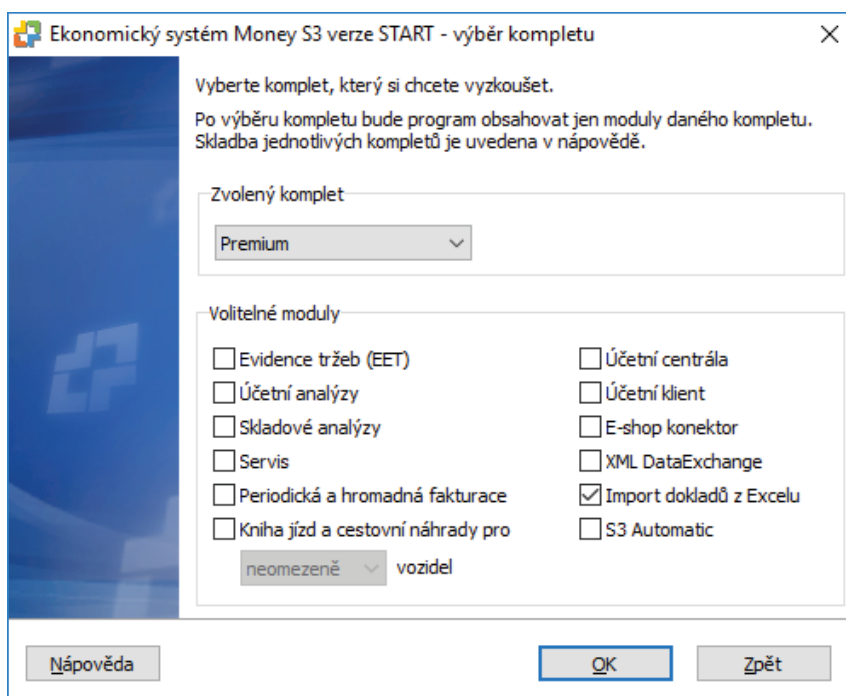 Ekonomický systém Money S3 verze START - výběr kompletu
Vyberte komplet, který si chcete vyzkoušet.
Po výběru kompletu bude program obsahovat jen moduly daného kompletu.
Skladba jednotlivých kompletů je uvedena v nápovědě.
Zvolený komplet
Premium
Volitelné moduly
Evidence tržeb (EET)
Účetní analýzy
Skladové analýzy
Servis
Periodická a hromadná fakturace
Kniha jízd a cestovní náhrady pro
neomezeně vozidel
Účetní centrála
Účetní klient
E-shop konektor
XML DataExchange
Import dokladů z Excelu
S3 Automatic
Nápověda
OK
Zpět